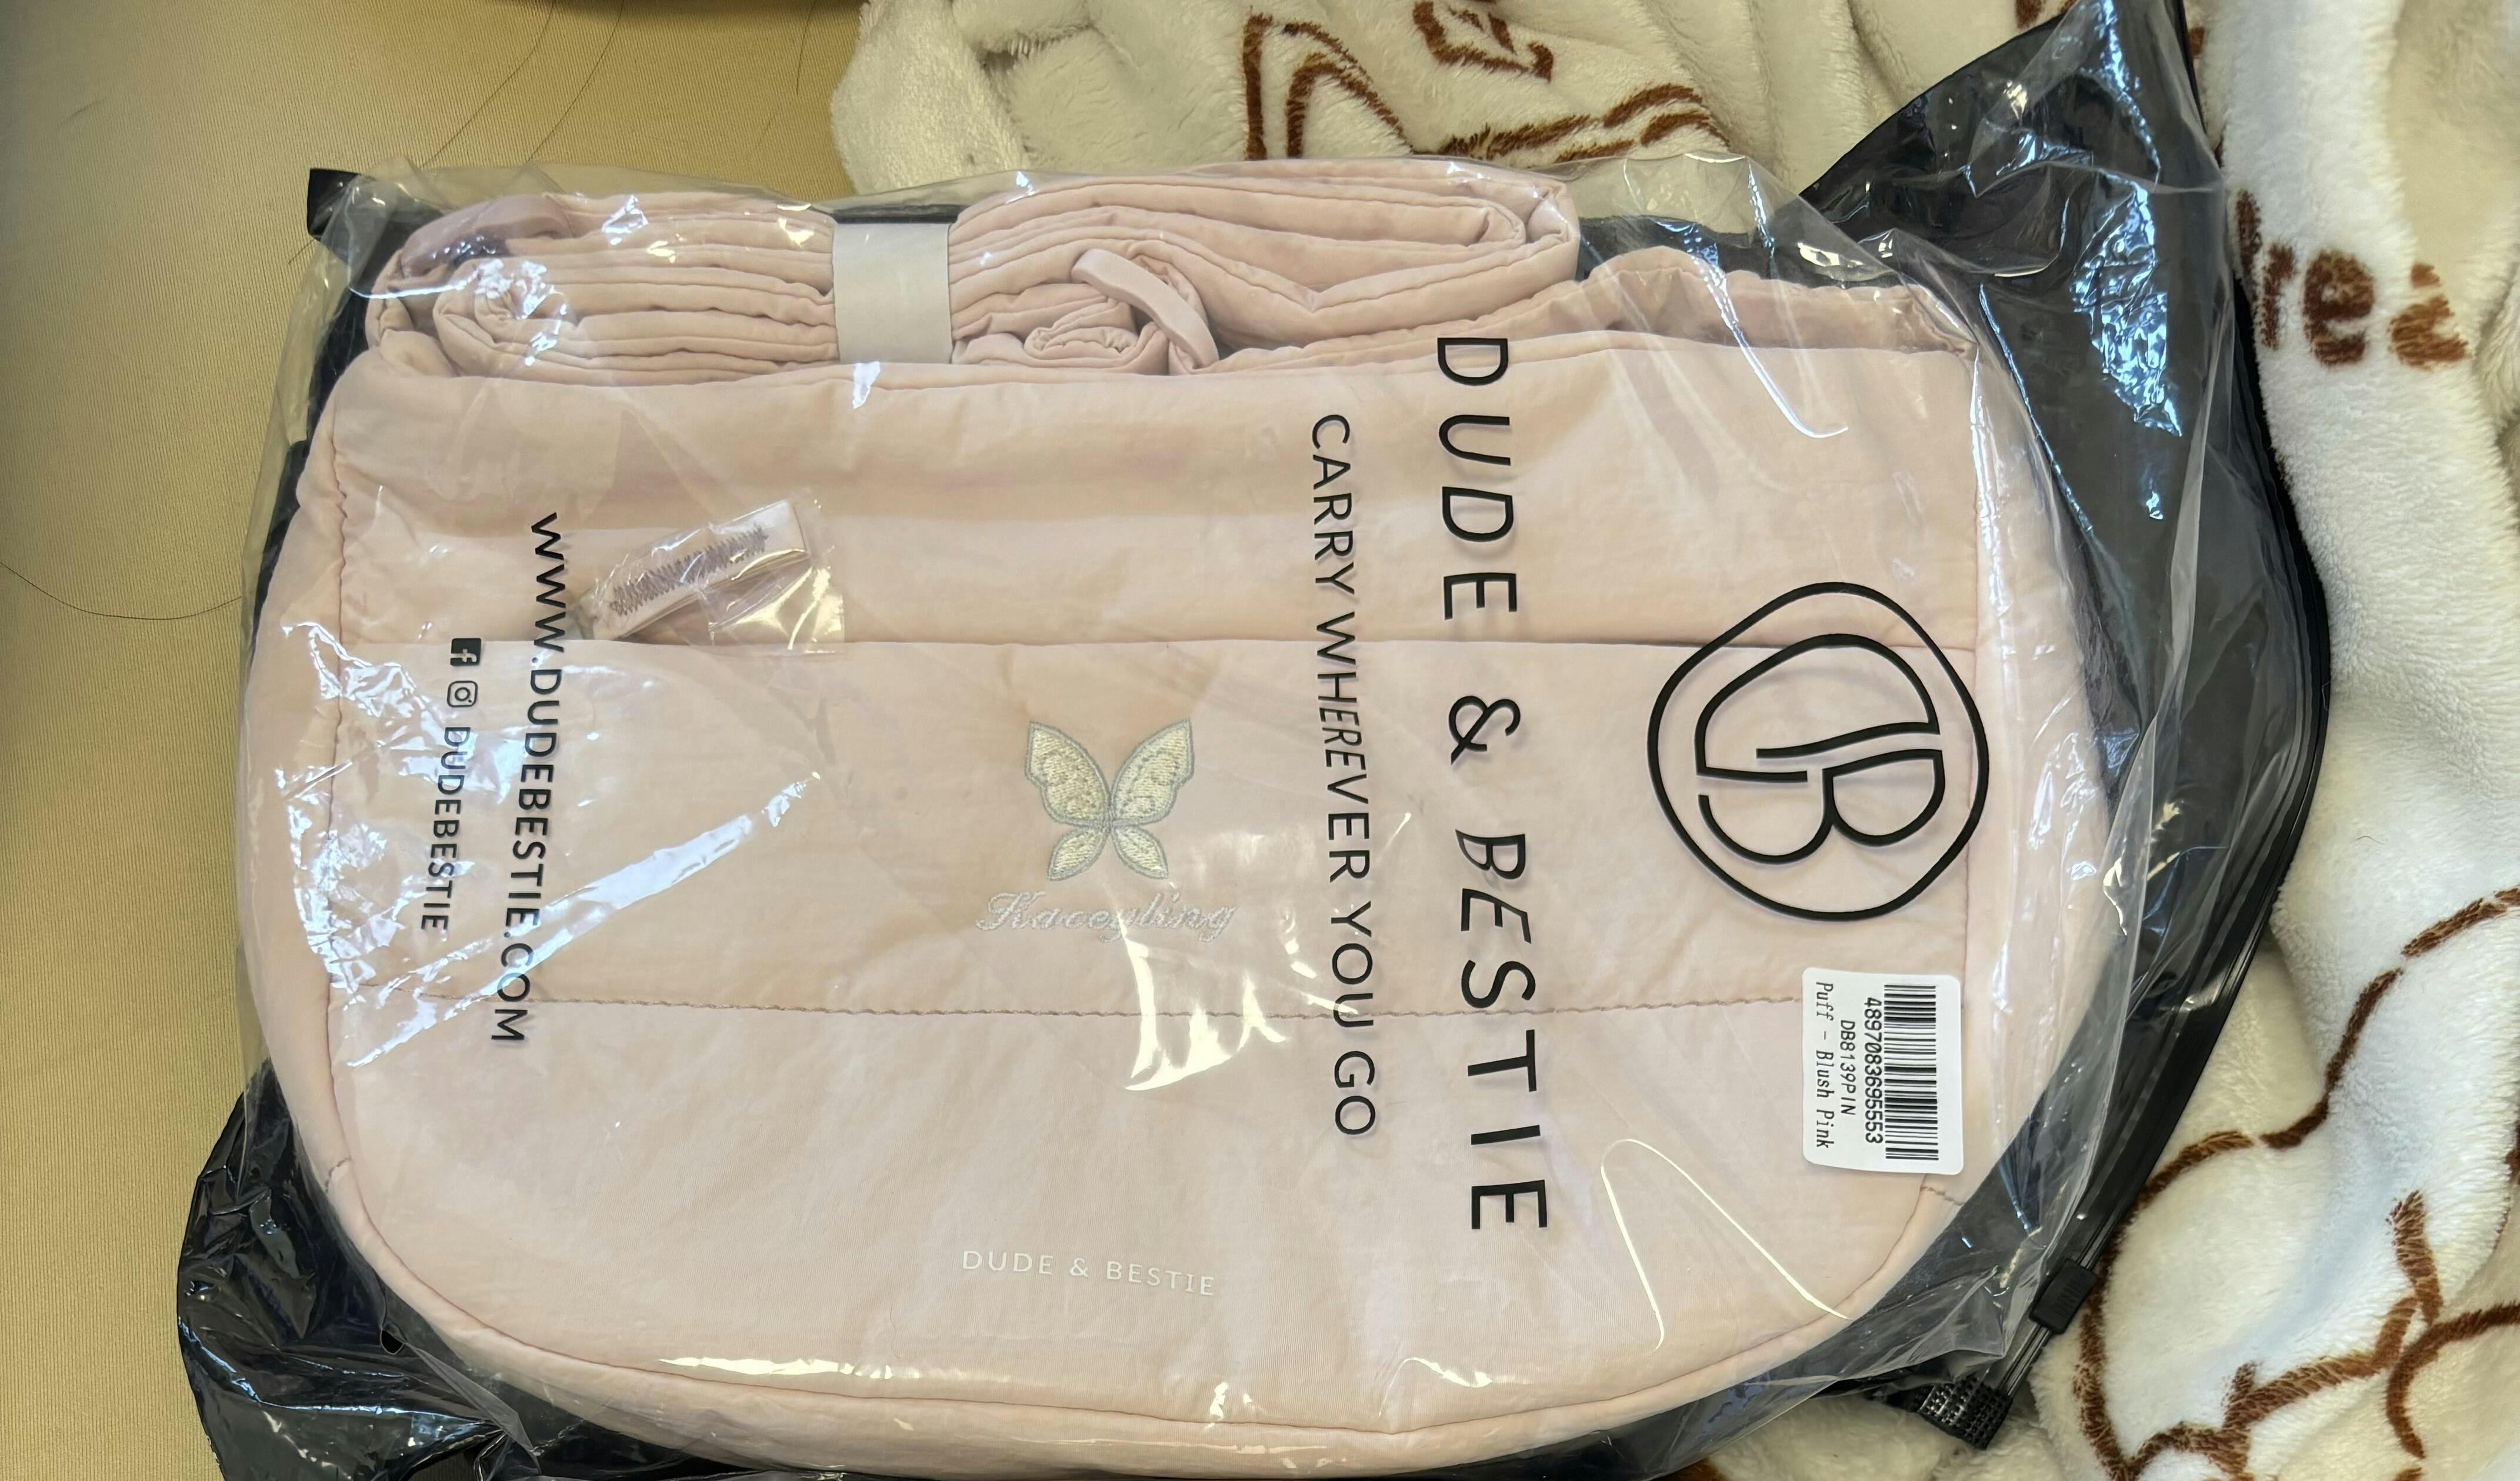 DUDE & BESTIE
CARRY WHEREVER YOU GO
WWW.DUDEBESTIE.COM
DUDEBESTIE
4897083695553
DB8139PIN
Puff - Blush Pink
Kaceyling
DUDE & BESTIE